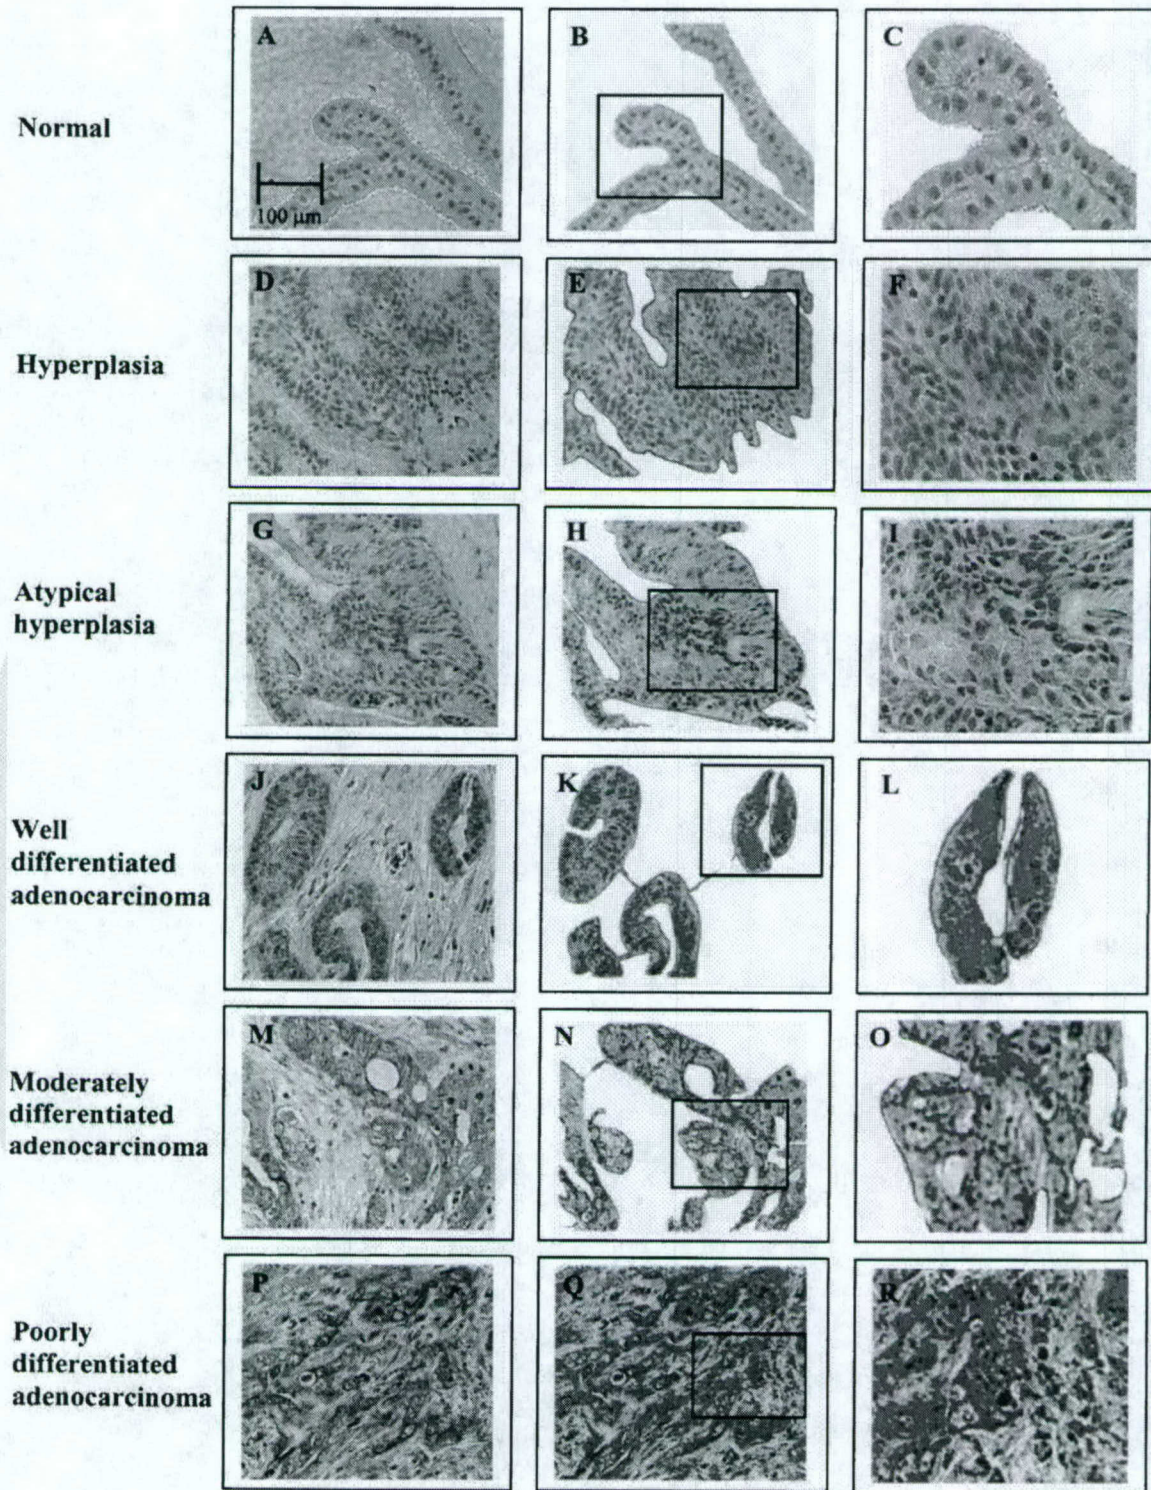 A
B
C
Normal
100 µm
D
E
F
Hyperplasia
G
H
I
Atypical
hyperplasia
J
K
L
Well
differentiated
adenocarcinoma
M
N
O
Moderately
differentiated
adenocarcinoma
P
Q
R
Poorly
differentiated
adenocarcinoma